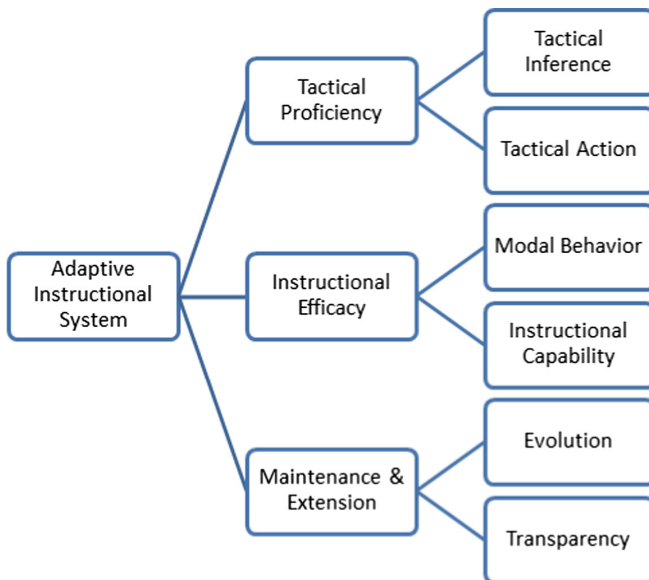 Tactical
Inference
Tactical
Proficiency
Tactical Action
Modal Behavior
Adaptive
Instructional
System
Instructional
Efficacy
Instructional
Capability
Evolution
Maintenance &
Extension
Transparency